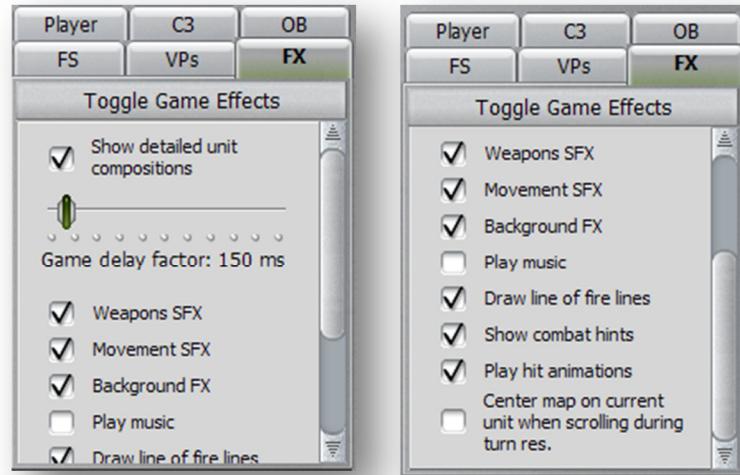 Player C3 OB
FS VPs FX
Toggle Game Effects
Show detailed unit
compositions
Game delay factor: 150 ms
Weapons SFX
Movement SFX
Background FX
Play music
Draw line of fire lines
Player C3 OB
FS VPs FX
Toggle Game Effects
Weapons SFX
Movement SFX
Background FX
Play music
Draw line of fire lines
Show combat hints
Play hit animations
Center map on current
unit when scrolling during
turn res.